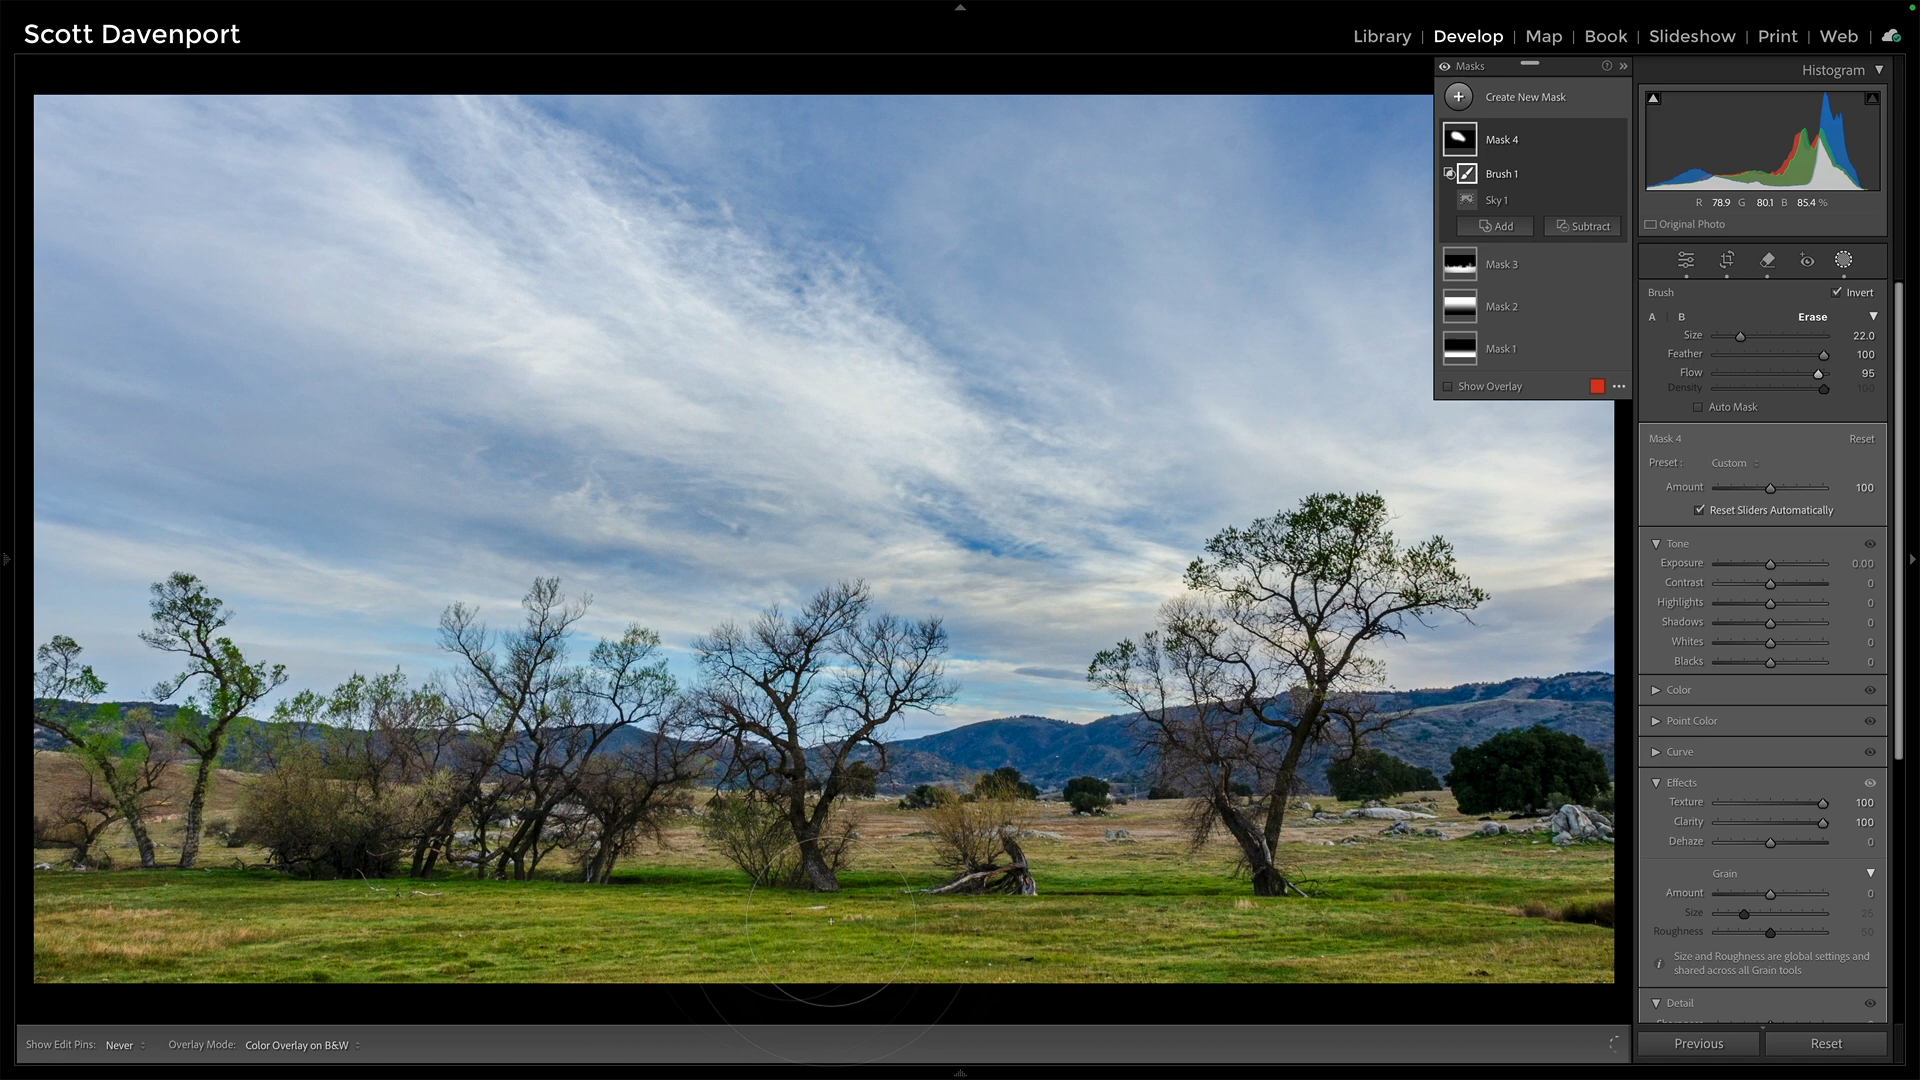 Scott Davenport
Library | Develop | Map | Book | Slideshow | Print | Web |
Masks
Create New Mask
Mask 4
Brush 1
Sky 1
Add Subtract
Mask 3
Mask 2
Mask 1
Show Overlay
Histogram
R 78.9 G 80.1 B 85.4 %
Original Photo
Brush Invert
A B Erase
Size 22.0
Feather 100
Flow 95
Density 100
Auto Mask
Mask 4 Reset
Preset : Custom
Amount 100
Reset Sliders Automatically
Tone
Exposure 0.00
Contrast 0
Highlights 0
Shadows 0
Whites 0
Blacks 0
Color
Point Color
Curve
Effects
Texture 100
Clarity 100
Dehaze 0
Grain
Amount 0
Size 25
Roughness 50
Size and Roughness are global settings and
shared across all Grain tools
Detail
Show Edit Pins: Never Overlay Mode: Color Overlay on B&W
Previous Reset